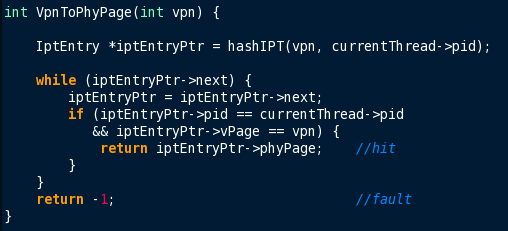 int VpnToPhyPage(int vpn) {
    IptEntry *iptEntryPtr = hashIPT(vpn, currentThread->pid);
    while (iptEntryPtr->next) {
        iptEntryPtr = iptEntryPtr->next;
        if (iptEntryPtr->pid == currentThread->pid
           && iptEntryPtr->vPage == vpn) {
            return iptEntryPtr->phyPage;    //hit
        }
    }
    return -1;                              //fault
}